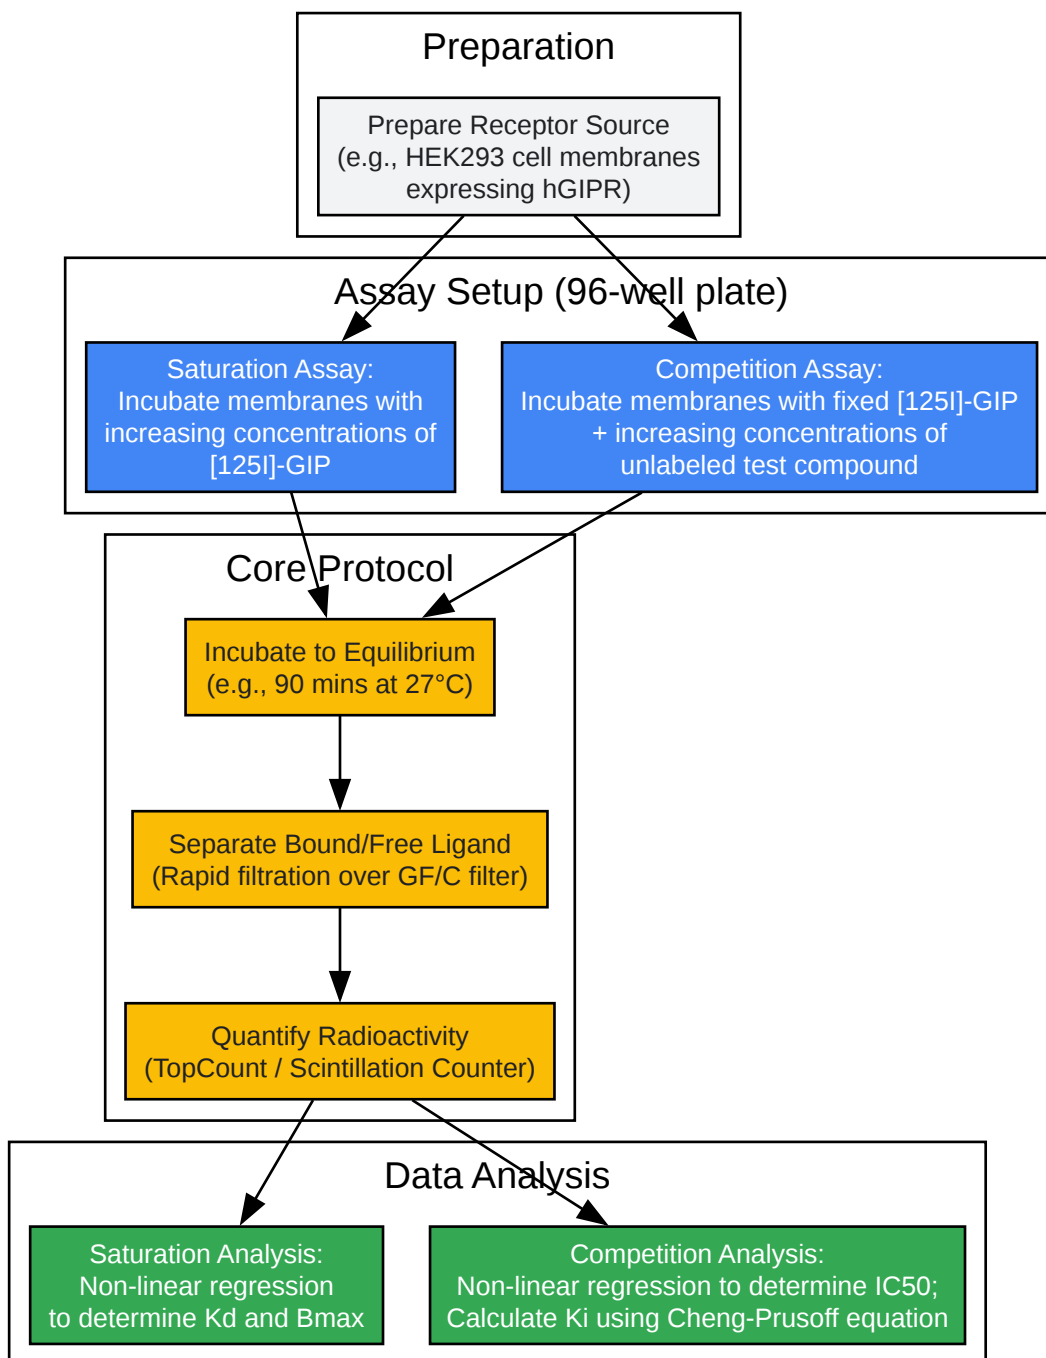 Preparation
Prepare Receptor Source
(e.g., HEK293 cell membranes
expressing hGIPR)
Assay Setup (96-well plate)
Saturation Assay:
Incubate membranes with
increasing concentrations of
[125I]-GIP
Competition Assay:
Incubate membranes with fixed [125I]-GIP
+ increasing concentrations of
unlabeled test compound
Core Protocol
Incubate to Equilibrium
(e.g., 90 mins at 27°C)
Separate Bound/Free Ligand
(Rapid filtration over GF/C filter)
Quantify Radioactivity
(TopCount / Scintillation Counter)
Data Analysis
Saturation Analysis:
Non-linear regression
to determine Kd and Bmax
Competition Analysis:
Non-linear regression to determine IC50;
Calculate Ki using Cheng-Prusoff equation